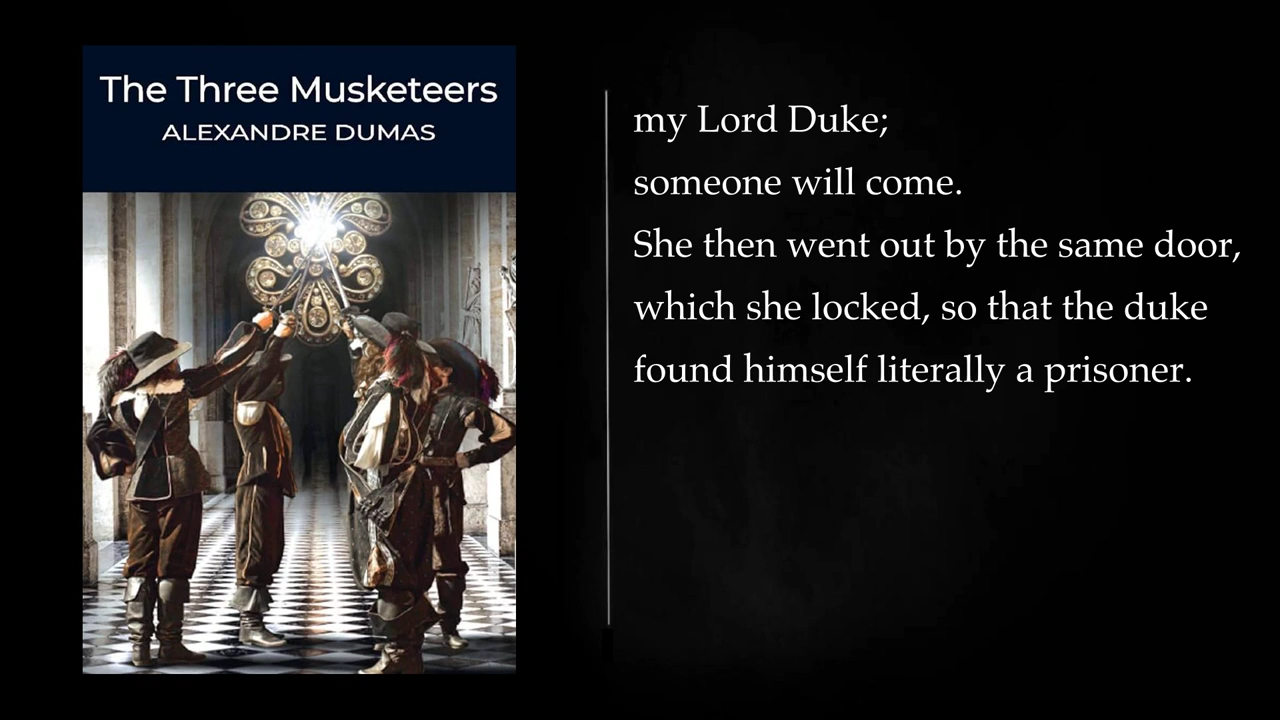 The Three Musketeers
ALEXANDRE DUMAS
my Lord Duke;
someone will come.
She then went out by the same door,
which she locked, so that the duke
found himself literally a prisoner.